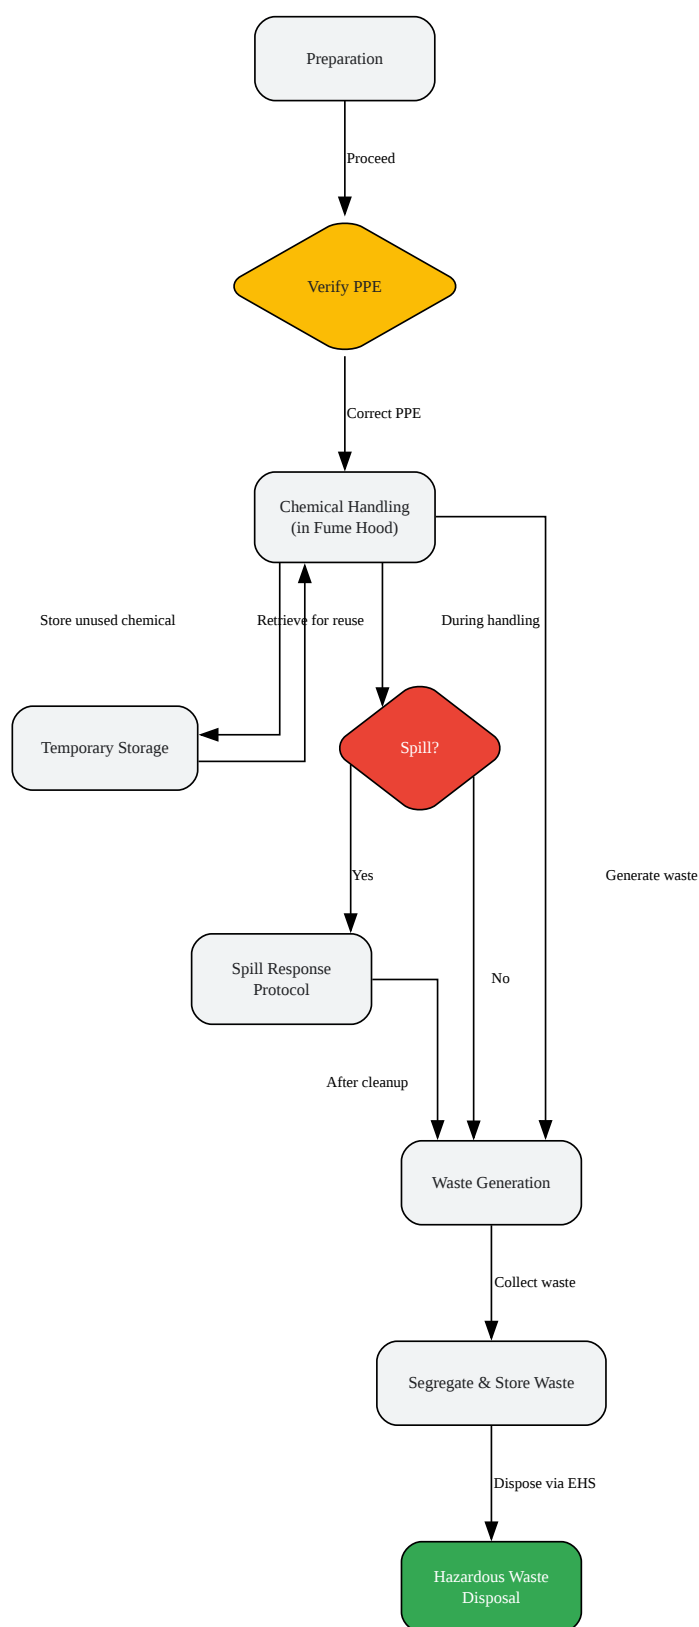 Preparation
Proceed
Verify PPE
Correct PPE
Chemical Handling
(in Fume Hood)
Store unused chemical
Retrieve for reuse
During handling
Temporary Storage
Spill?
Yes
Generate waste
Spill Response
Protocol
No
After cleanup
Waste Generation
Collect waste
Segregate & Store Waste
Dispose via EHS
Hazardous Waste
Disposal